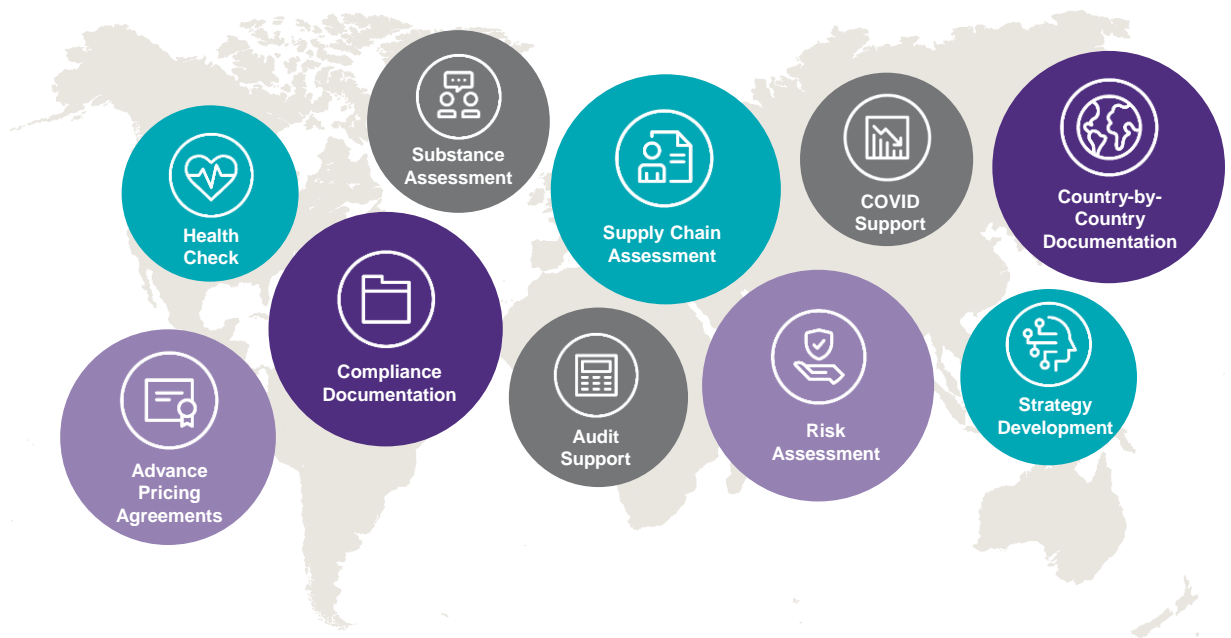 Substance
Assessment
Health
Check
Supply Chain
Assessment
COVID
Support
Country-by-
Country
Documentation
Compliance
Documentation
Advance
Pricing
Agreements
Audit
Support
Risk
Assessment
Strategy
Development